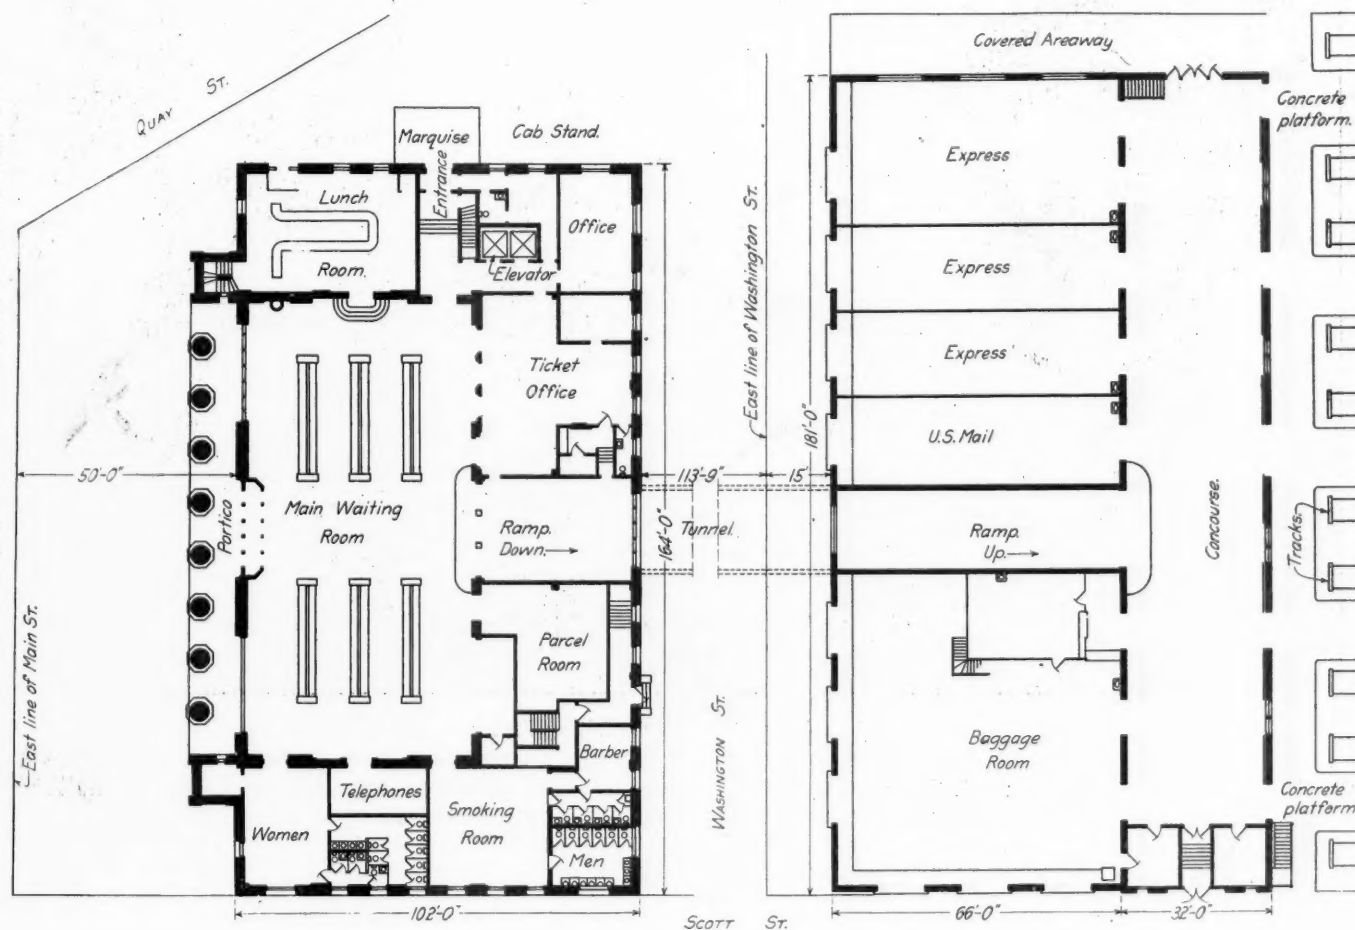 QUAY ST.
Marquise
Cab Stand.
Entrance
Lunch
Room.
Elevator
Office
Ticket
Office
50'-0"
Portico
Main Waiting
Room
Ramp.
Down.
164'-0"
113'-9"
15'
Tunnel.
East line of Main St.
Parcel
Room
Barber
Telephones
Women
Smoking
Room
Men
102'-0"
WASHINGTON ST.
SCOTT ST.
East line of Washington St.
181'-0"
Covered Areaway
Concrete
platform.
Express
Express
Express
U.S. Mail
Ramp.
Up.
Concourse.
Tracks.
Baggage
Room
Concrete
platform
66'-0"
32'-0"